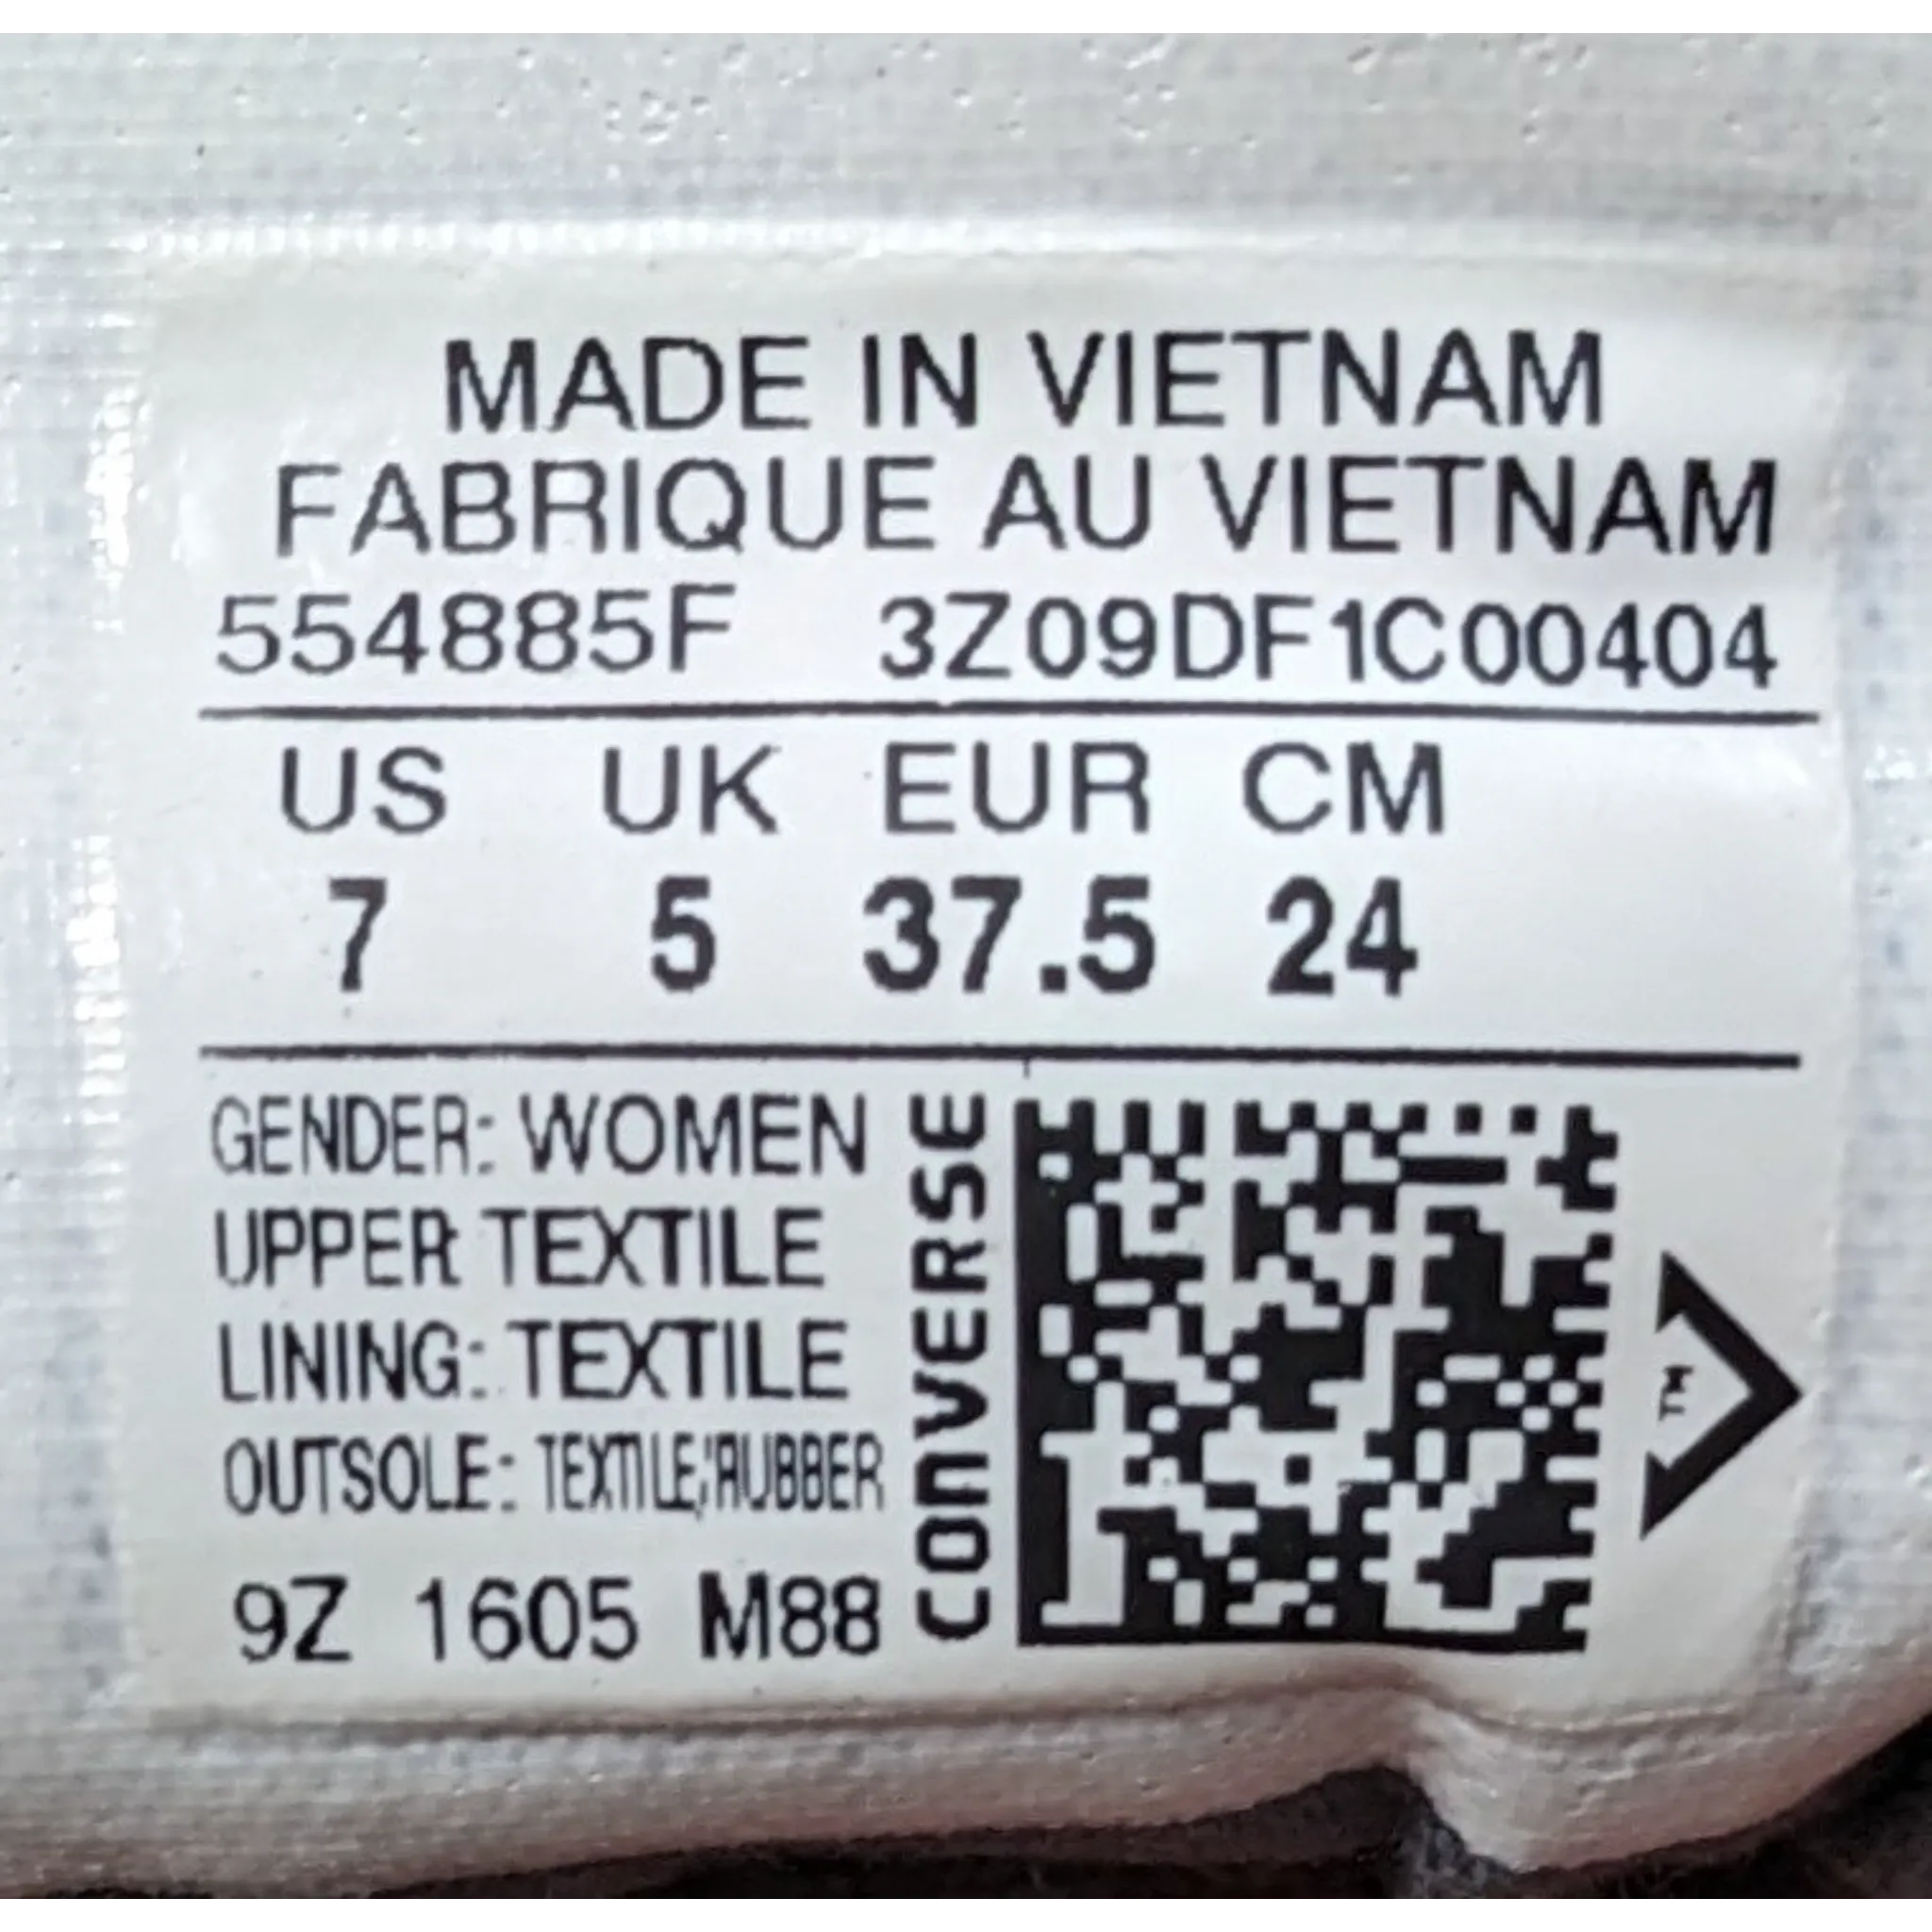 MADE IN VIETNAM
FABRIQUE AU VIETNAM
554885F 3Z09DF1C00404
US UK EUR CM
7 5 37.5 24
GENDER: WOMEN
UPPER TEXTILE
LINING: TEXTILE
OUTSOLE: TEXTILE/RUBBER
9Z 1605 M88
CONVERSE
TM